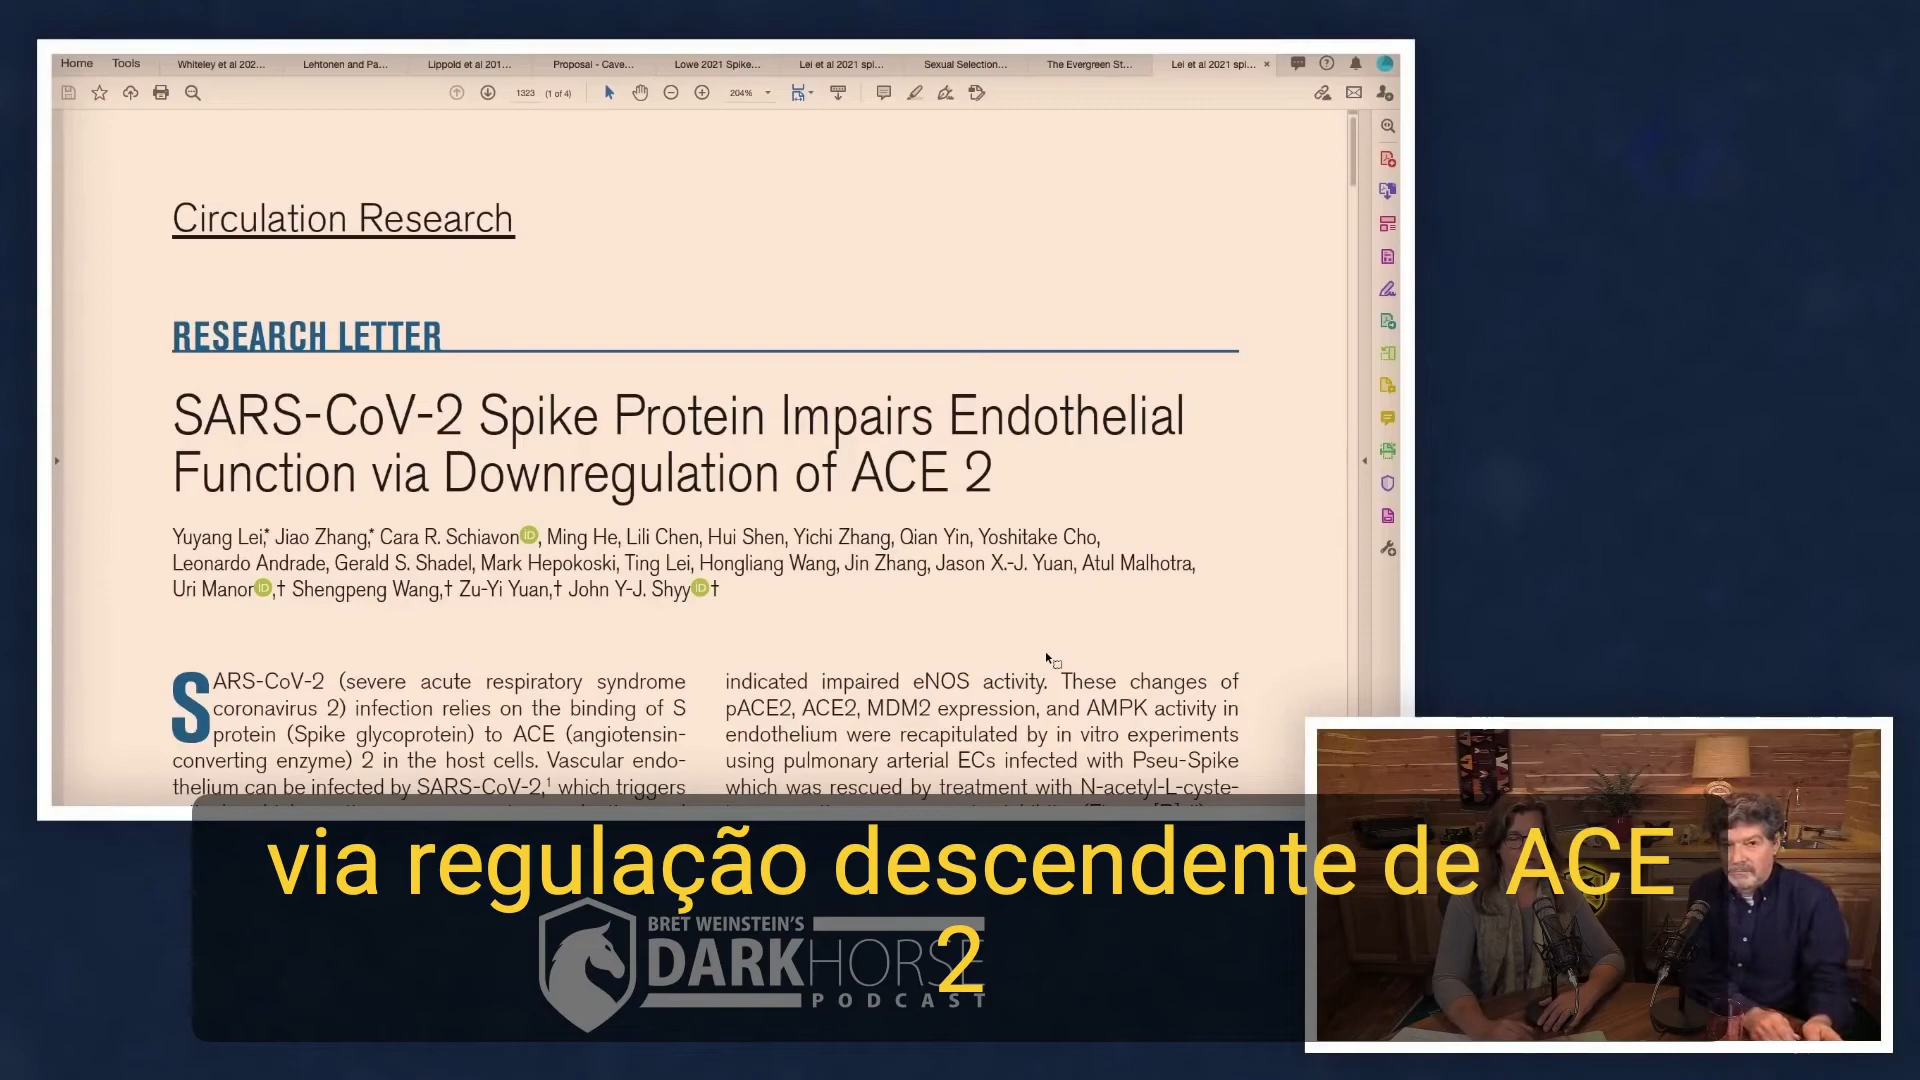 Home Tools Whiteley et al 202... Lehtonen and Pa... Lippold et al 201... Proposal - Cave... Lowe 2021 Spike... Lei et al 2021 spi... Sexual Selection... The Evergreen St... Lei et al 2021 spi... ×
1323 (1 of 4) 204%
Circulation Research
RESEARCH LETTER
SARS-CoV-2 Spike Protein Impairs Endothelial
Function via Downregulation of ACE 2
Yuyang Lei,* Jiao Zhang,* Cara R. Schiavon iD, Ming He, Lili Chen, Hui Shen, Yichi Zhang, Qian Yin, Yoshitake Cho,
Leonardo Andrade, Gerald S. Shadel, Mark Hepokoski, Ting Lei, Hongliang Wang, Jin Zhang, Jason X.-J. Yuan, Atul Malhotra,
Uri Manor iD,† Shengpeng Wang,† Zu-Yi Yuan,† John Y-J. Shyy iD†
SARS-CoV-2 (severe acute respiratory syndrome
coronavirus 2) infection relies on the binding of S
protein (Spike glycoprotein) to ACE (angiotensin-
converting enzyme) 2 in the host cells. Vascular endo-
thelium can be infected by SARS-CoV-2,¹ which triggers
indicated impaired eNOS activity. These changes of
pACE2, ACE2, MDM2 expression, and AMPK activity in
endothelium were recapitulated by in vitro experiments
using pulmonary arterial ECs infected with Pseu-Spike
which was rescued by treatment with N-acetyl-L-cyste-
via regulação descendente de ACE
2
BRET WEINSTEIN'S
DARKHORSE
PODCAST